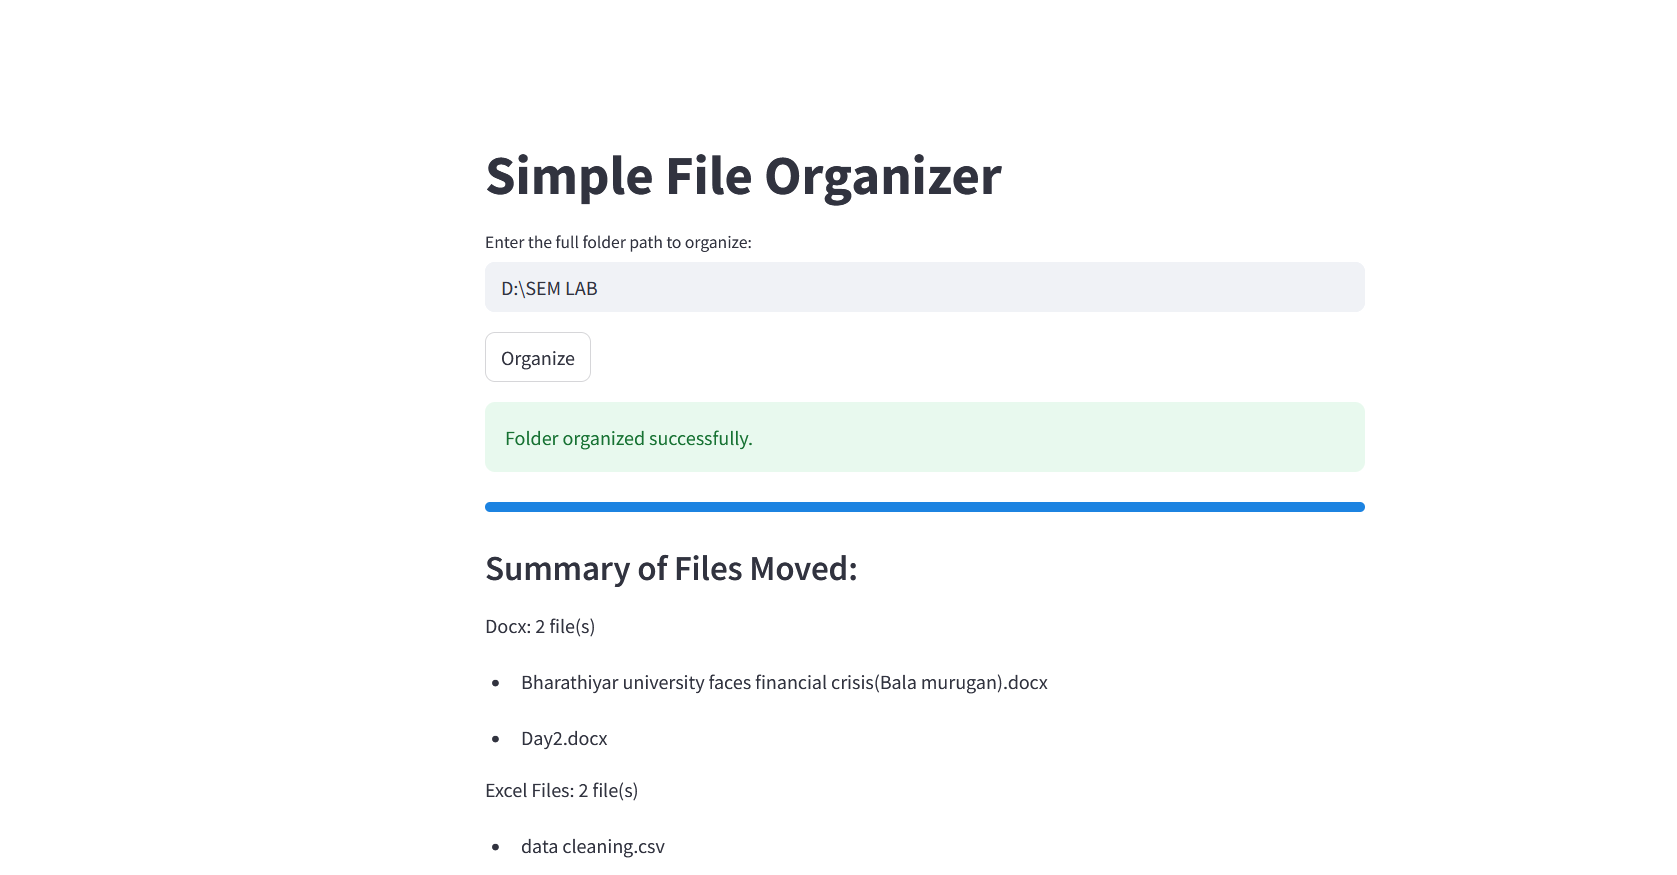 Simple File Organizer
Enter the full folder path to organize:
D:\SEM LAB
Organize
Folder organized successfully.
Summary of Files Moved:
Docx: 2 file(s)
Bharathiyar university faces financial crisis(Bala murugan).docx
Day2.docx
Excel Files: 2 file(s)
data cleaning.csv